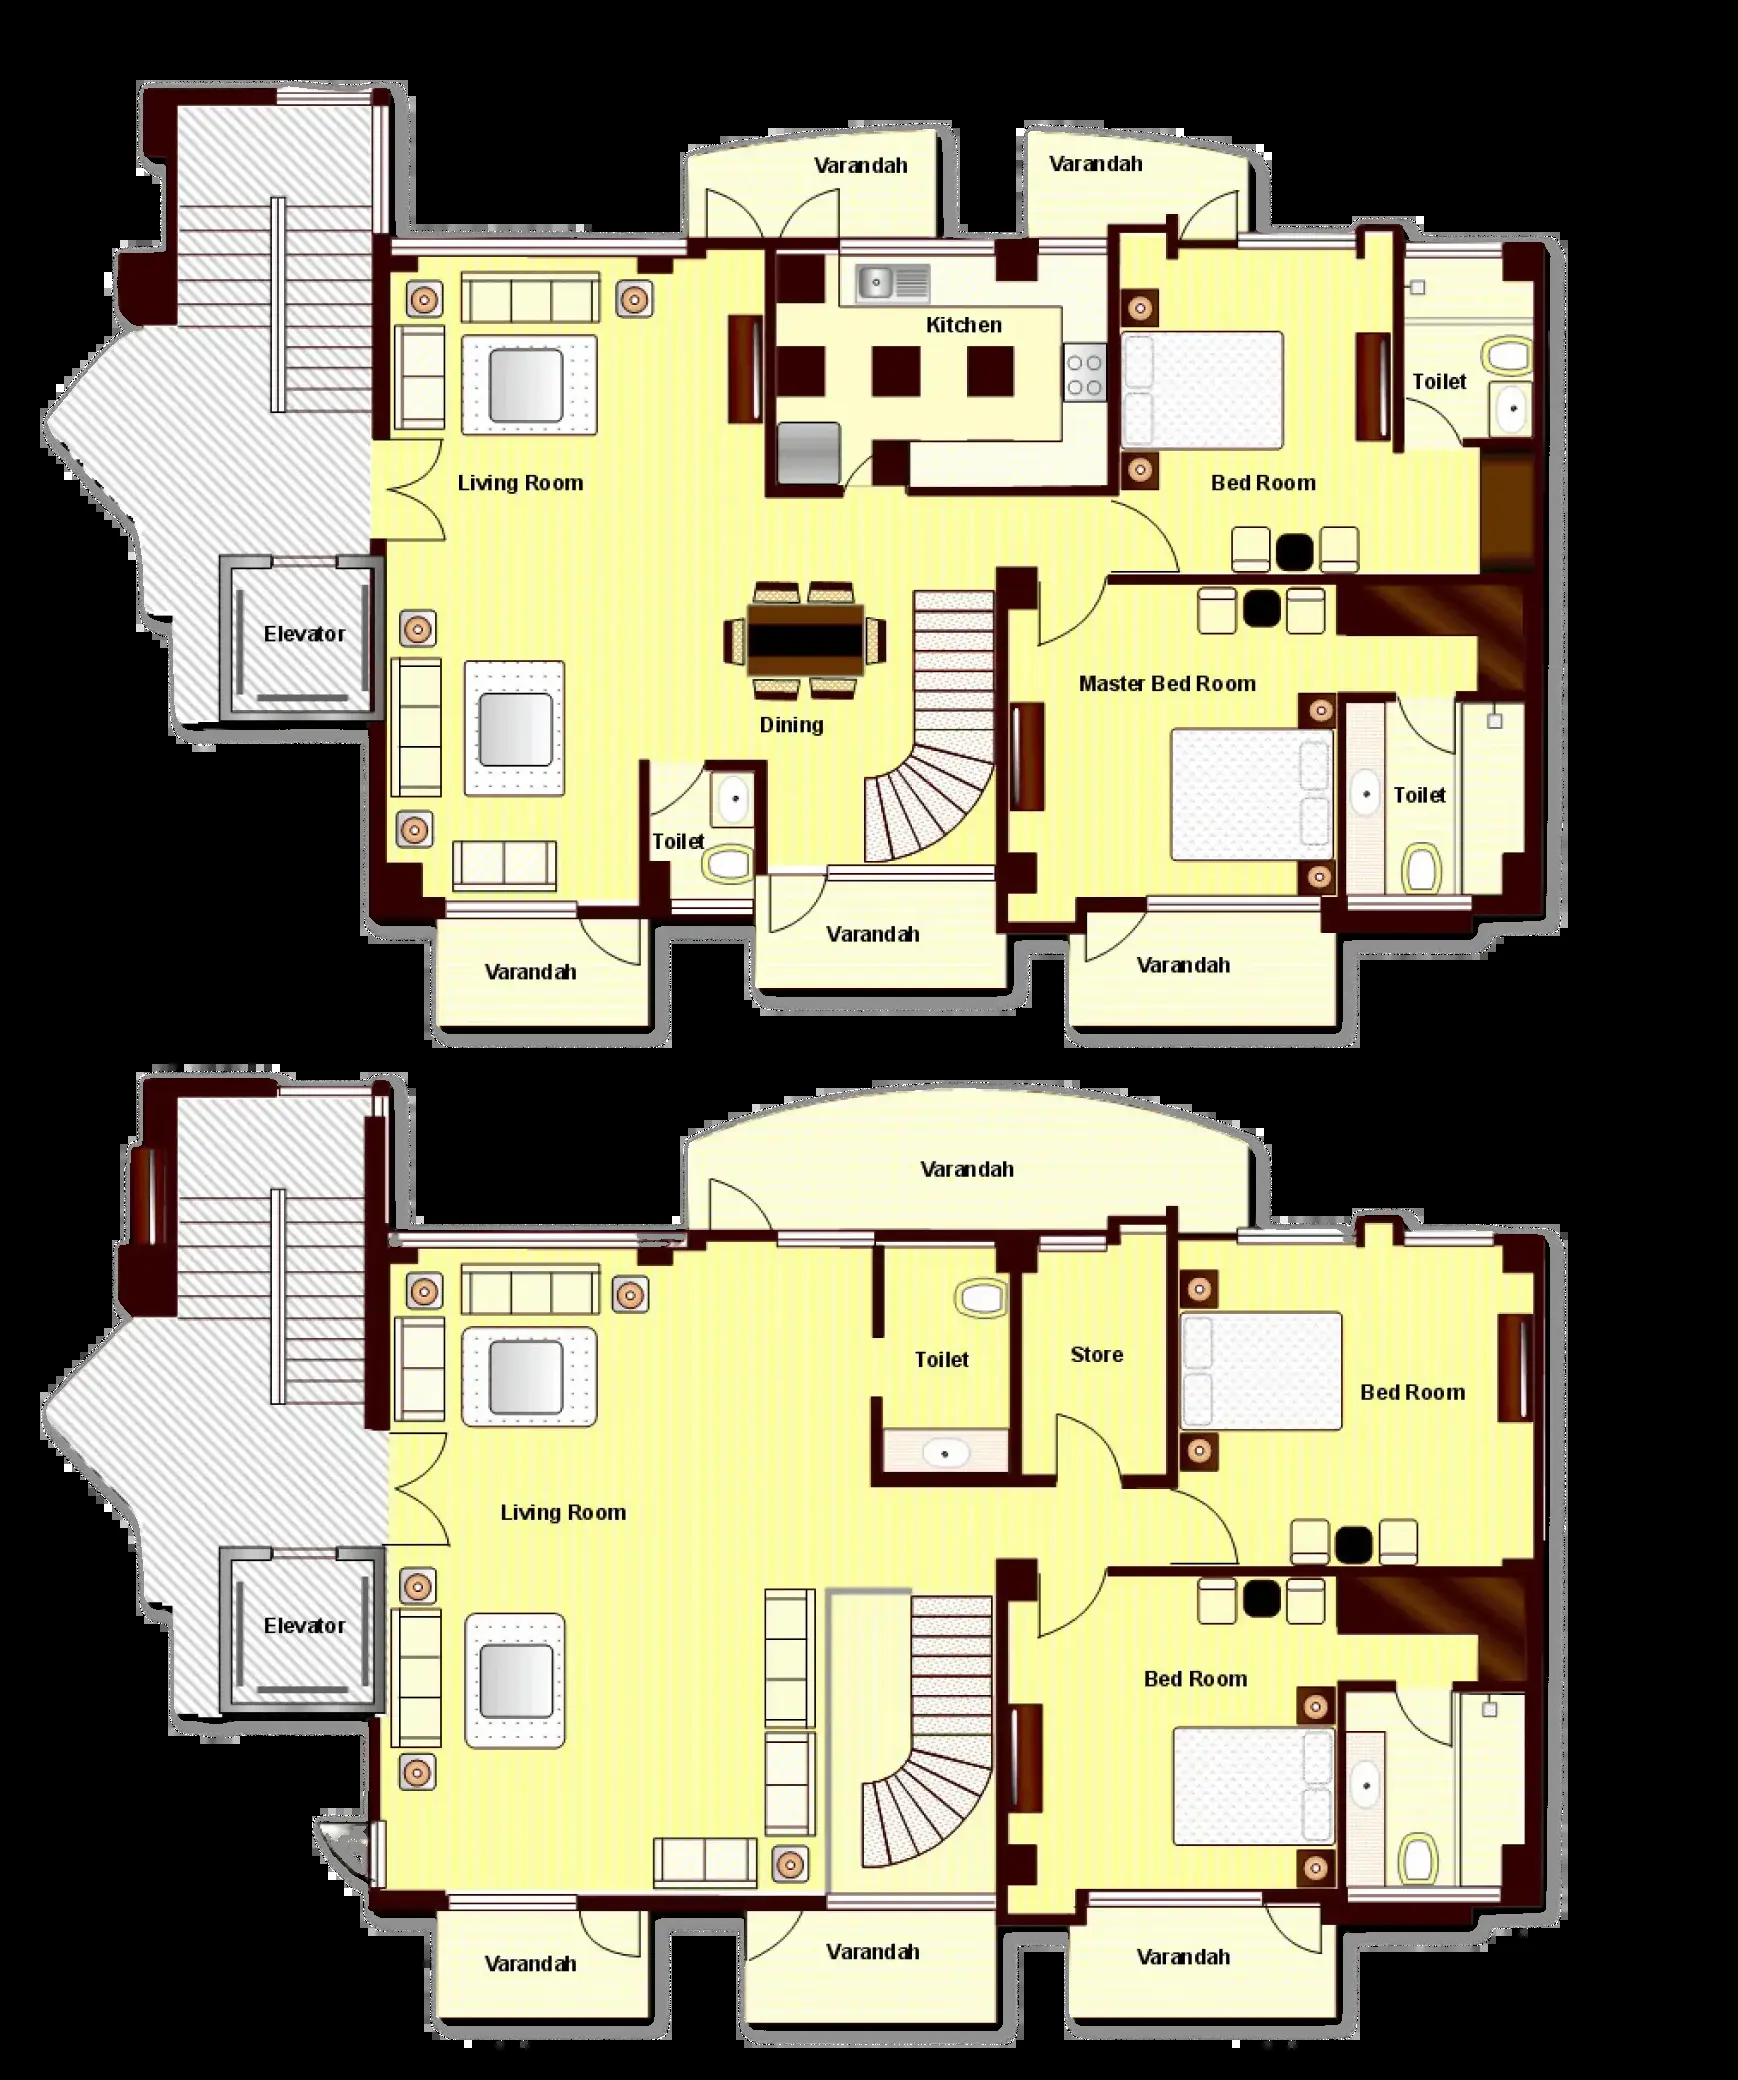 Varandah
Varandah
Kitchen
Toilet
Living Room
Bed Room
Elevator
Master Bed Room
Dining
Toilet
Toilet
Varandah
Varandah
Varandah
Varandah
Toilet
Store
Bed Room
Living Room
Elevator
Bed Room
Varandah
Varandah
Varandah